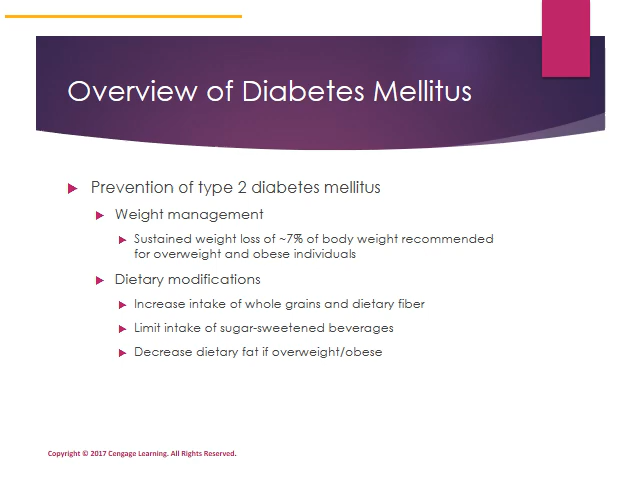 Overview of Diabetes Mellitus
Prevention of type 2 diabetes mellitus
Weight management
Sustained weight loss of ~7% of body weight recommended
for overweight and obese individuals
Dietary modifications
Increase intake of whole grains and dietary fiber
Limit intake of sugar-sweetened beverages
Decrease dietary fat if overweight/obese
Copyright © 2017 Cengage Learning. All Rights Reserved.